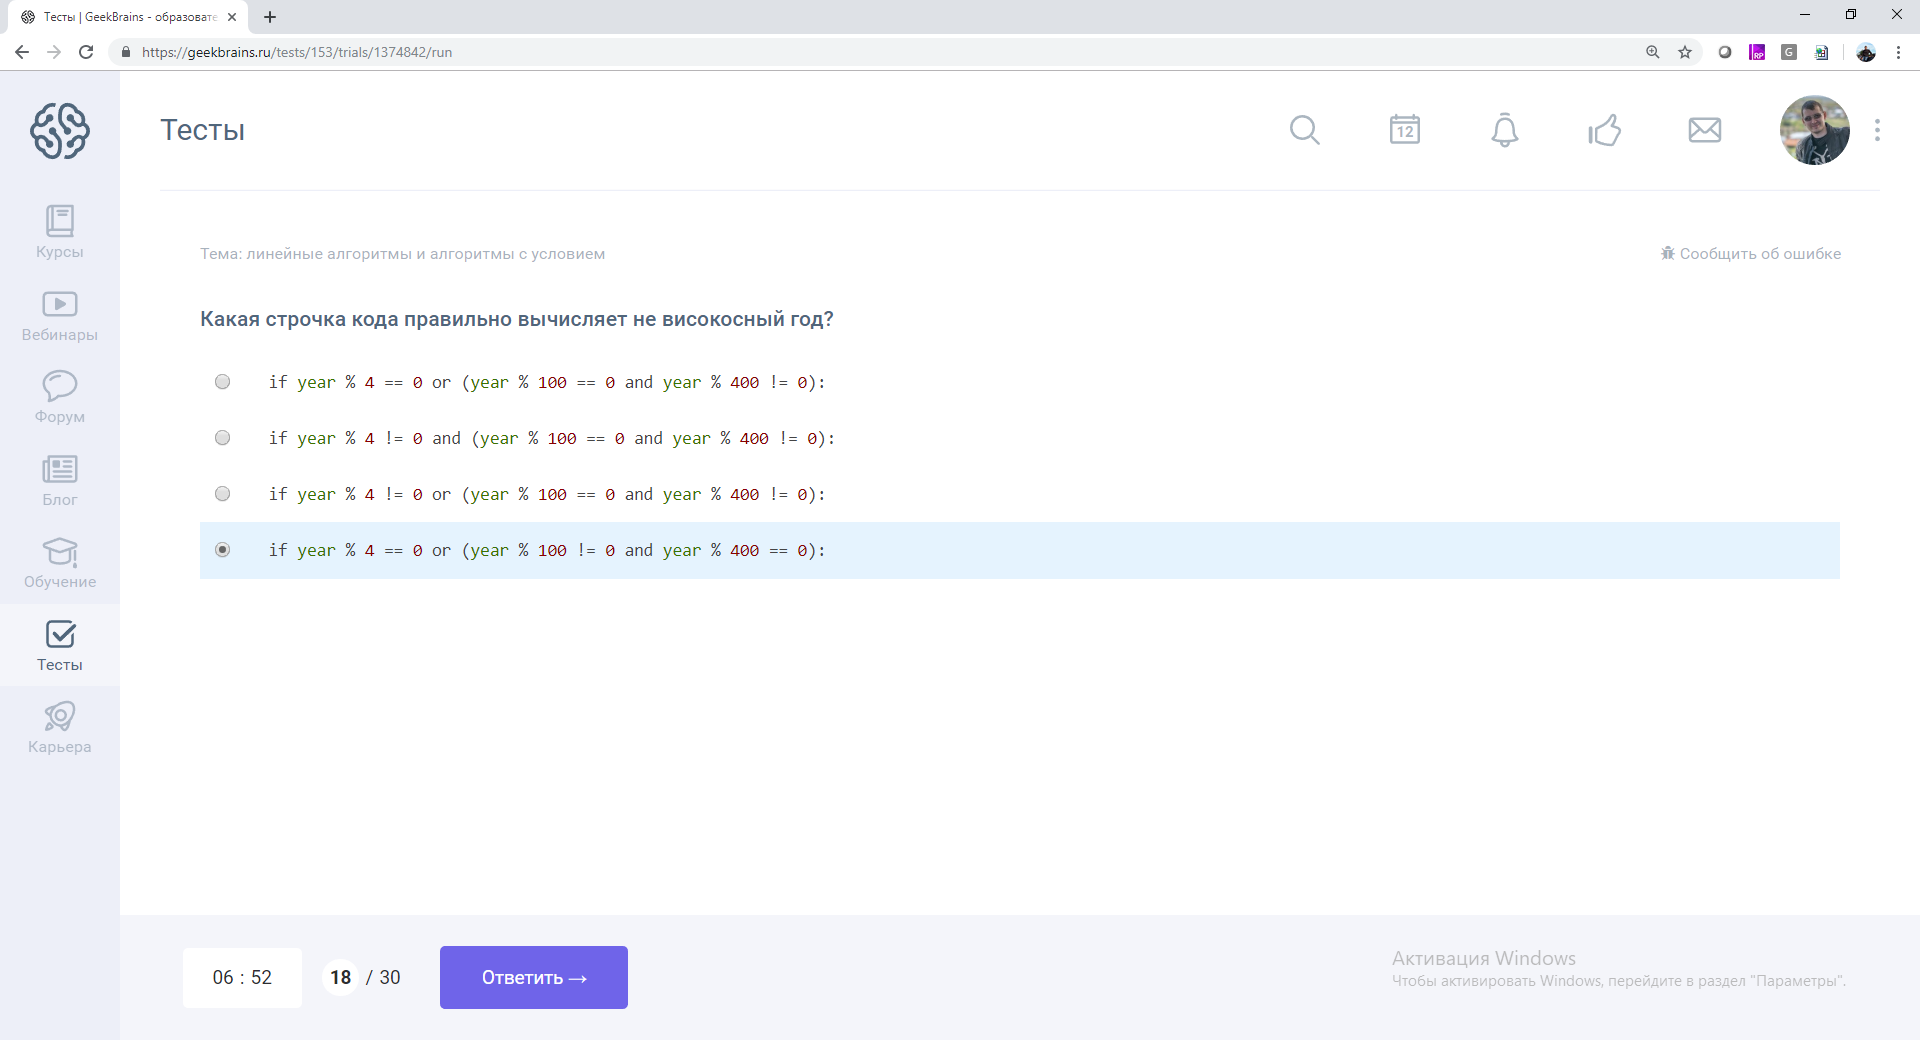 Тесты | GeekBrains - образовате
https://geekbrains.ru/tests/153/trials/1374842/run
RP
G
Тесты
12
Курсы
Вебинары
Форум
Блог
Обучение
Тесты
Карьера
Тема: линейные алгоритмы и алгоритмы с условием
Сообщить об ошибке
Какая строчка кода правильно вычисляет не високосный год?
if year % 4 == 0 or (year % 100 == 0 and year % 400 != 0):
if year % 4 != 0 and (year % 100 == 0 and year % 400 != 0):
if year % 4 != 0 or (year % 100 == 0 and year % 400 != 0):
if year % 4 == 0 or (year % 100 != 0 and year % 400 == 0):
06 : 52
18 / 30
Ответить →
Активация Windows
Чтобы активировать Windows, перейдите в раздел "Параметры".